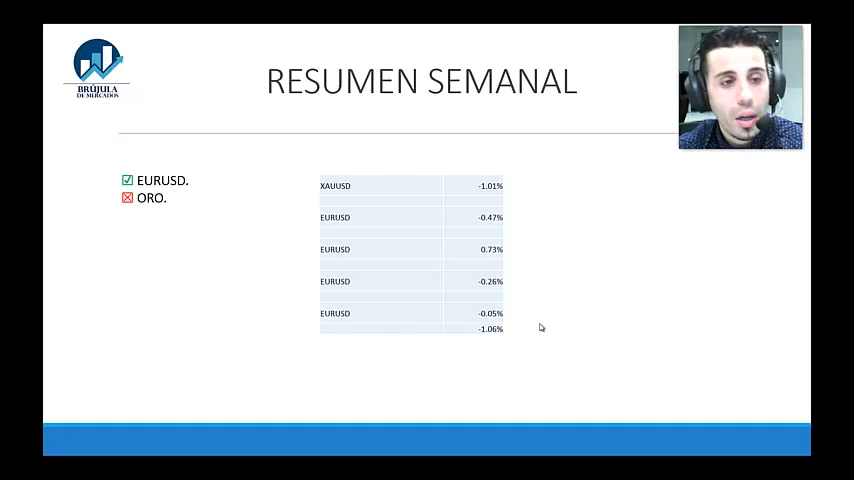 BRÚJULA
DE MERCADOS
RESUMEN SEMANAL
EURUSD.
ORO.
XAUUSD -1.01%
EURUSD -0.47%
EURUSD 0.73%
EURUSD -0.26%
EURUSD -0.05%
-1.06%